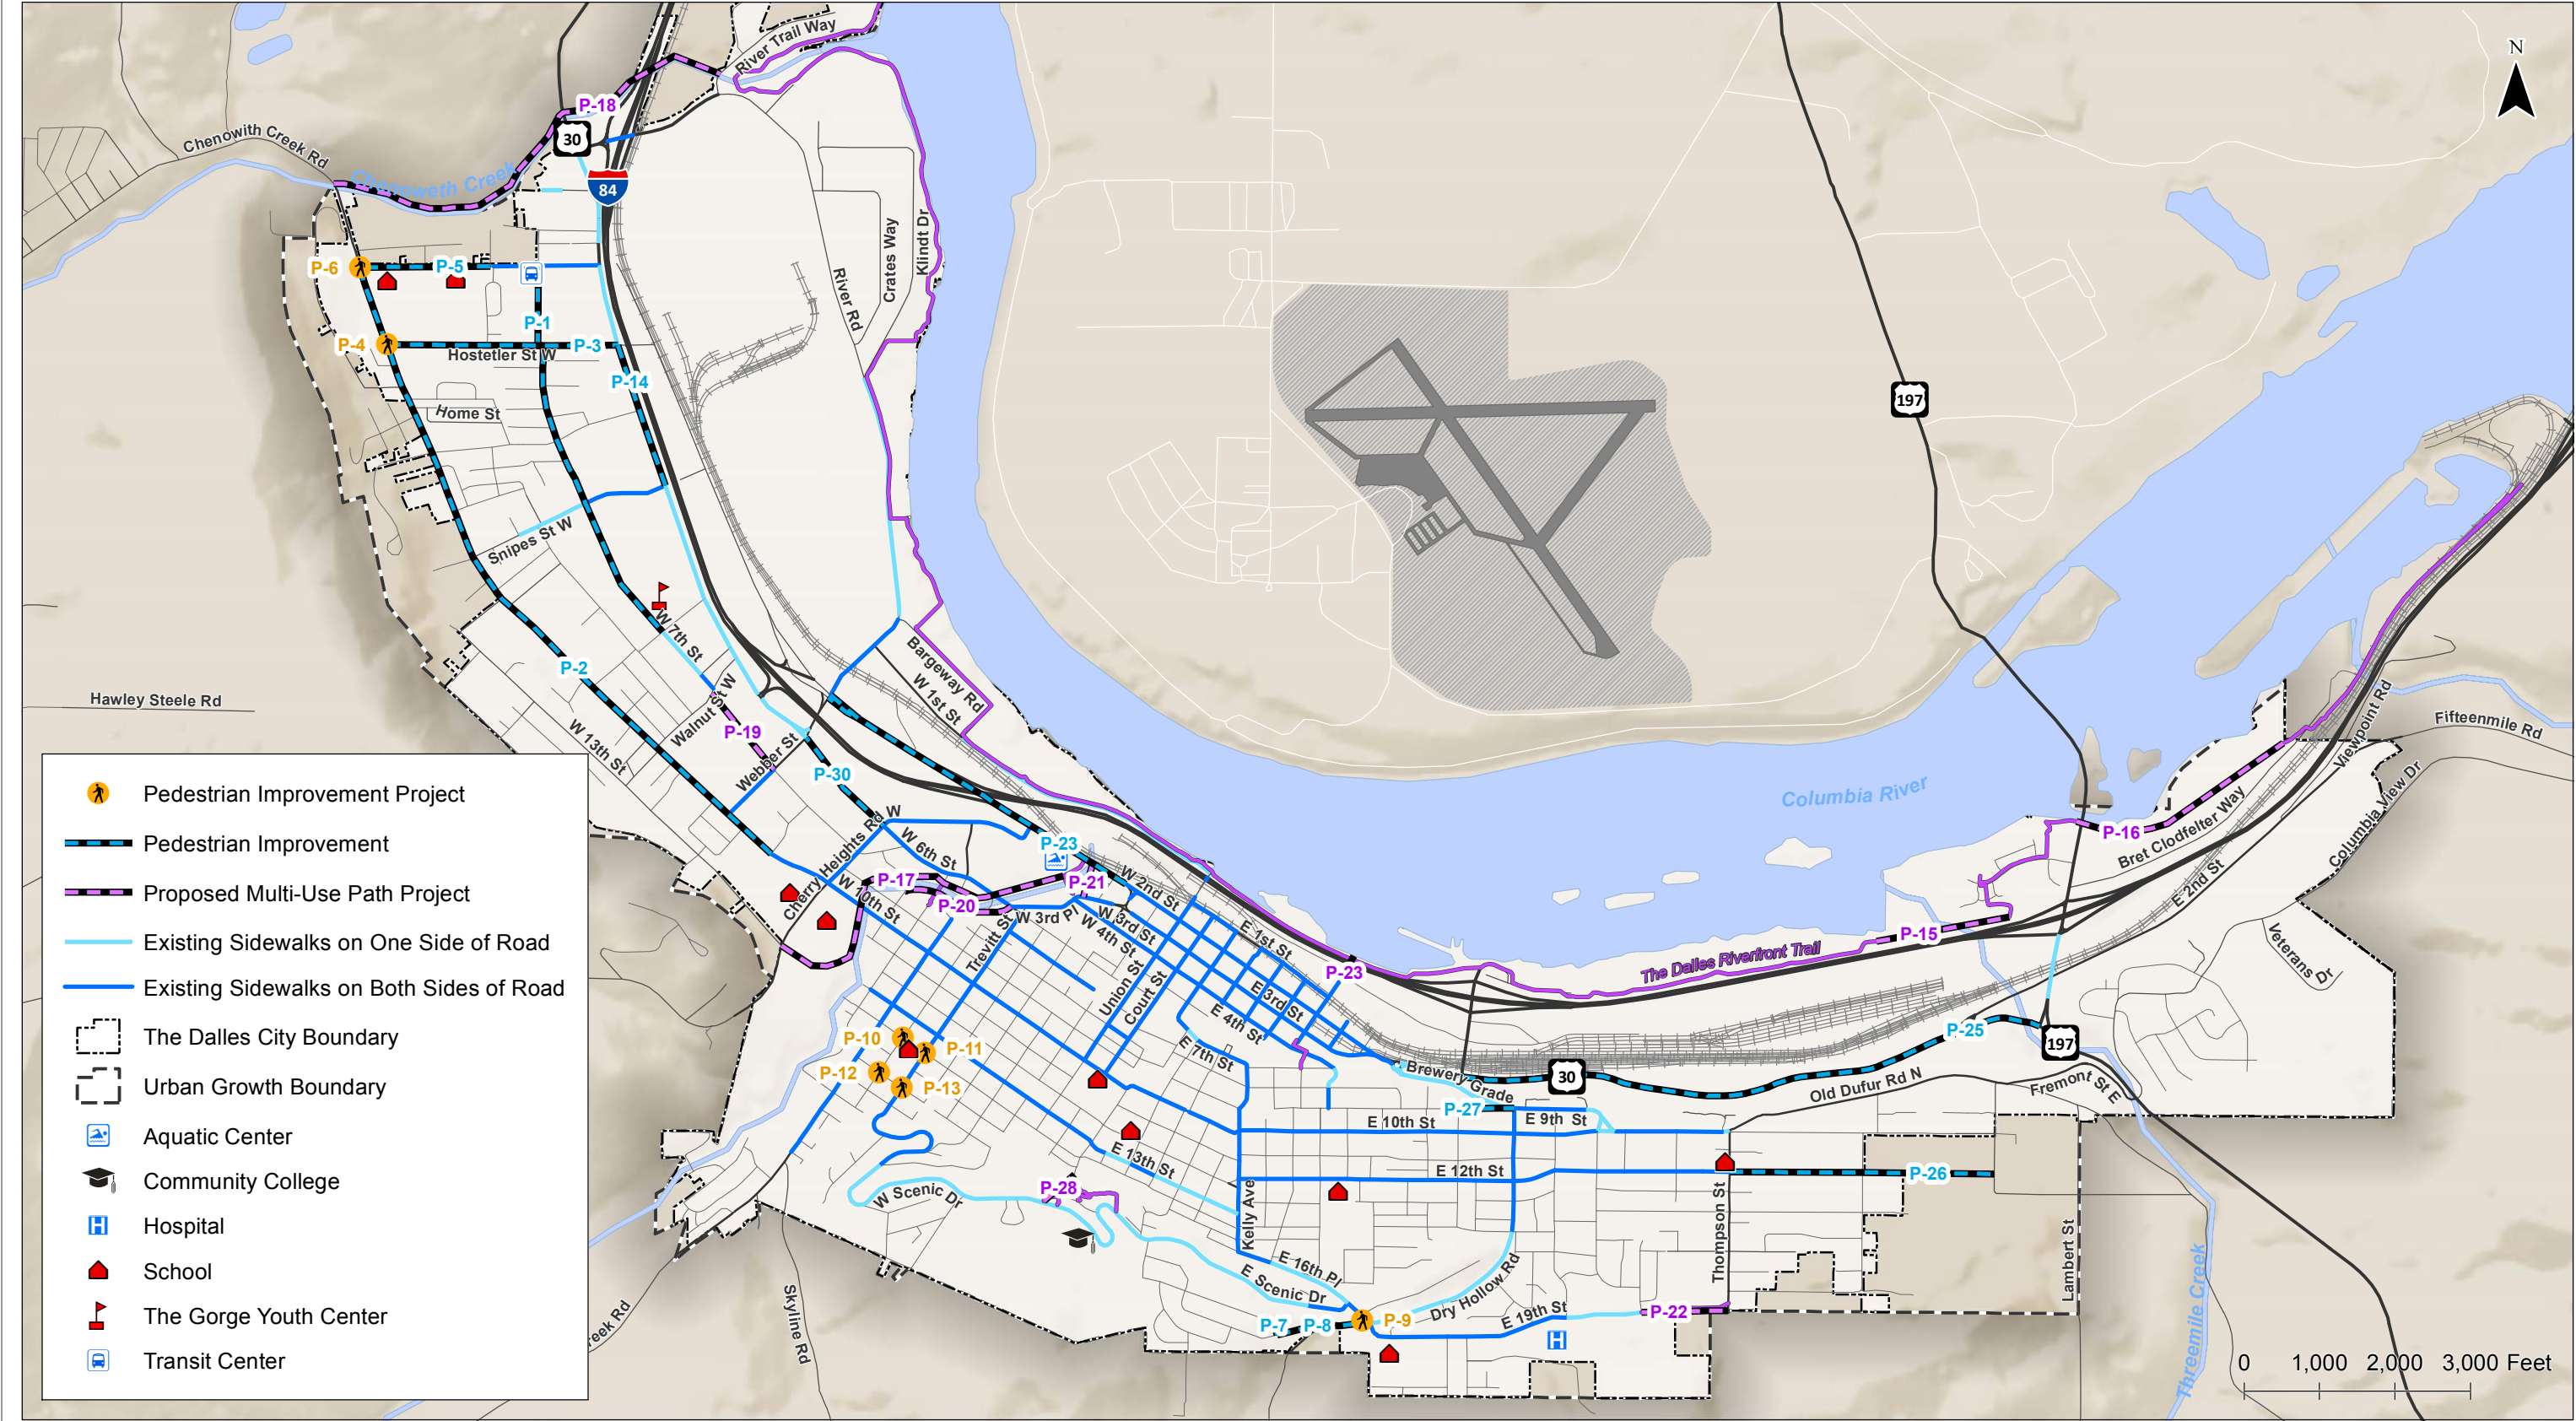 N
River Trail Way
P-18
30
Chenowith Creek Rd
Chenoweth Creek
84
Crates Way
Klindt Dr
River Rd
P-6
P-5
P-1
P-4
Hostetler St W
P-3
P-14
Home St
197
Snipes St W
W 7th St
P-2
Bargeway Rd
W 1st St
Hawley Steele Rd
Walnut St W
P-19
W 13th St
Webber St
P-30
Viewpoint Rd
Fifteenmile Rd
Columbia River
Columbia View Dr
Bret Clodfelter Way
P-16
Cherry Heights Rd W
W 6th St
P-23
P-21
P-17
P-20
W 10th St
W 2nd St
W 3rd Pl
W 3rd St
W 4th St
Trevitt St
E 2nd St
E 1st St
P-15
The Dalles Riverfront Trail
P-23
Veterans Dr
Union St
Court St
E 3rd St
E 4th St
P-25
197
P-10
P-11
E 7th St
P-12
P-13
Brewery Grade
30
Old Dufur Rd N
Fremont St E
P-27
E 9th St
E 10th St
E 13th St
E 12th St
P-26
P-28
W Scenic Dr
Kelly Ave
Thompson St
Lambert St
Threemile Creek
E 16th Pl
E Scenic Dr
Dry Hollow Rd
E 19th St
P-22
P-7
P-8
P-9
Skyline Rd
reek Rd
Pedestrian Improvement Project
Pedestrian Improvement
Proposed Multi-Use Path Project
Existing Sidewalks on One Side of Road
Existing Sidewalks on Both Sides of Road
The Dalles City Boundary
Urban Growth Boundary
Aquatic Center
Community College
H Hospital
School
The Gorge Youth Center
Transit Center
H
0 1,000 2,000 3,000 Feet